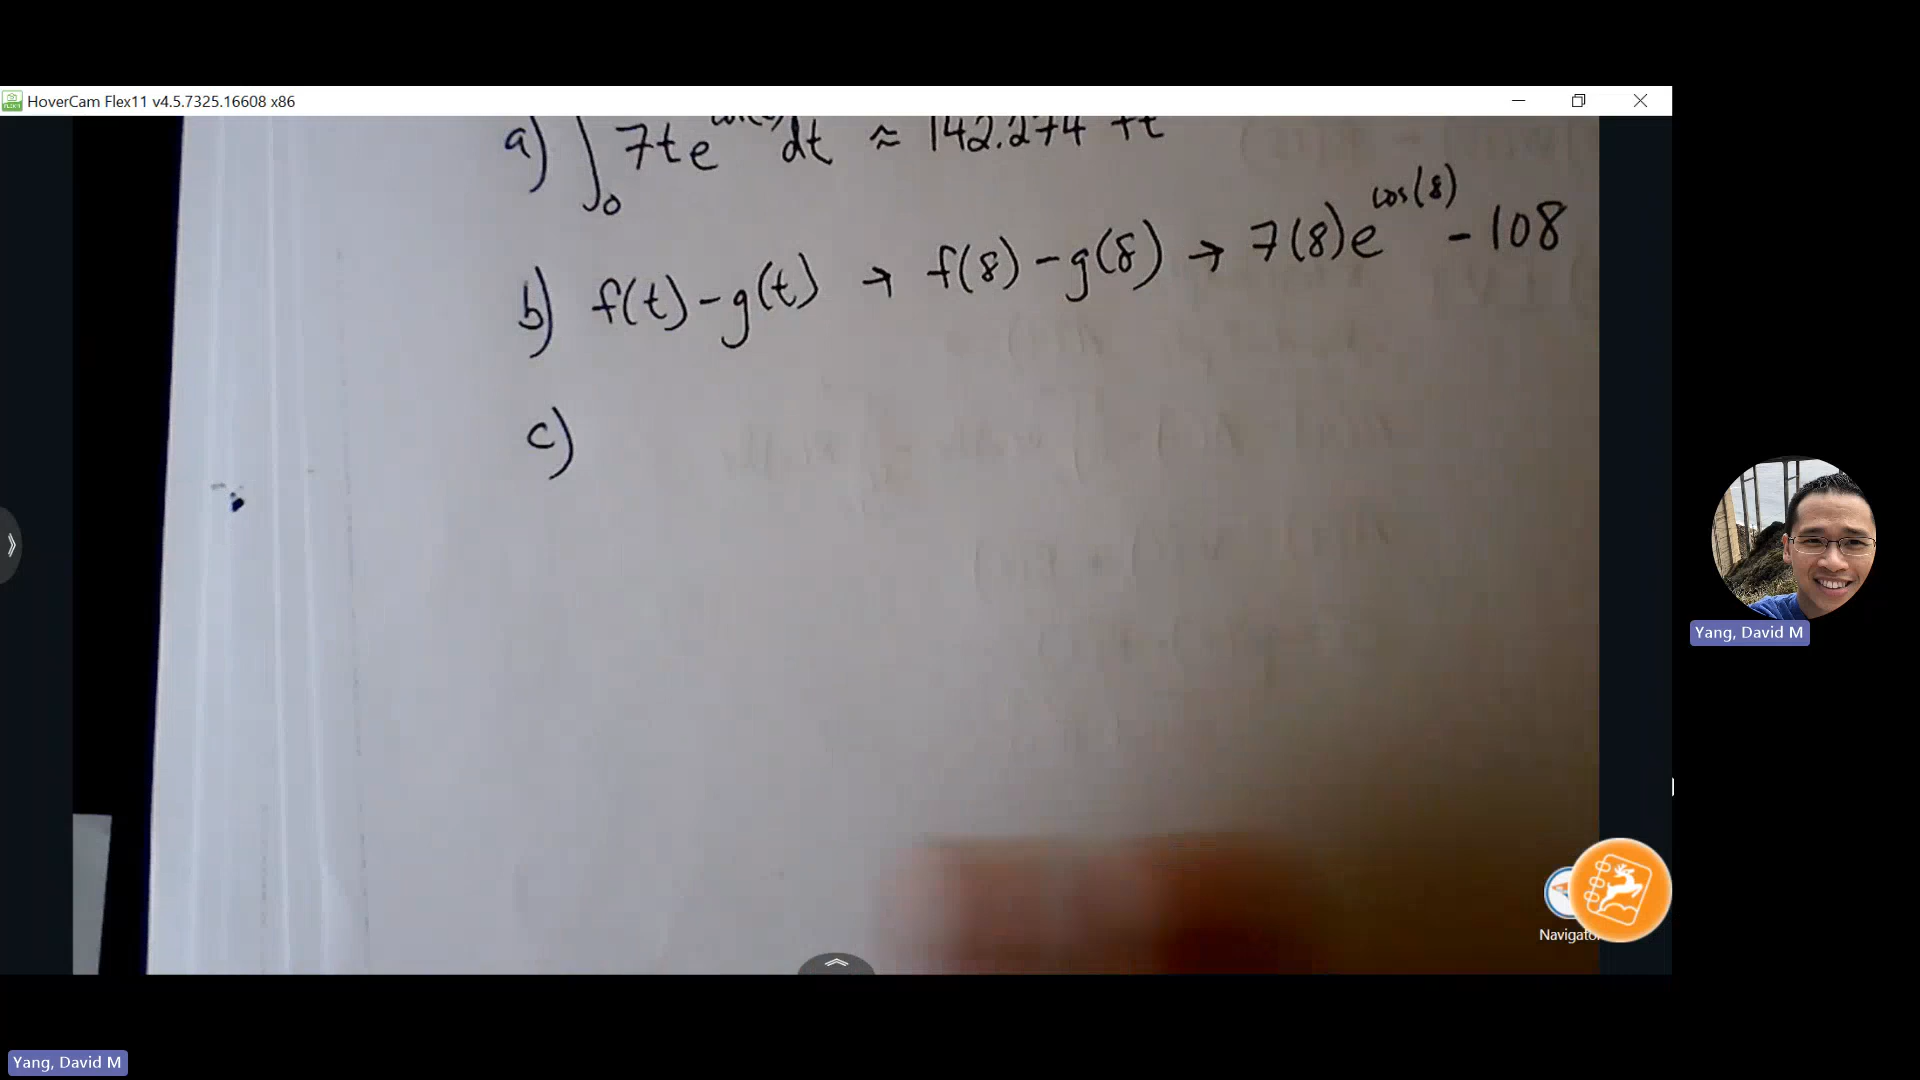 HoverCam Flex11 v4.5.7325.16608 x86
a) ∫₀ 7te dt ≈ 142.274 ft
b) f(t)-g(t) → f(8)-g(8) → 7(8)e^cos(8) - 108
c)
Yang, David M
Navigator
Yang, David M